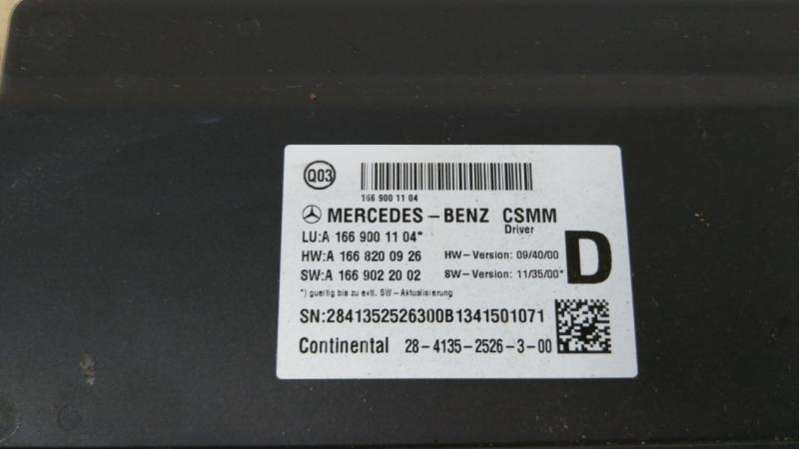 Q03
166 900 11 04
MERCEDES-BENZ CSMM
Driver
LU:A 166 900 11 04*
HW:A 166 820 09 26 HW-Version: 09/40/00
SW:A 166 902 20 02 SW-Version: 11/35/00*
D
*) gueltig bis zu evtl. SW-Aktualisierung
SN:2841352526300B1341501071
Continental 28-4135-2526-3-00